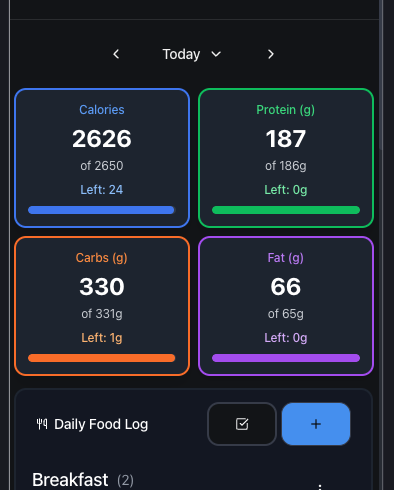 Today
Calories
2626
of 2650
Left: 24
Protein (g)
187
of 186g
Left: 0g
Carbs (g)
330
of 331g
Left: 1g
Fat (g)
66
of 65g
Left: 0g
Daily Food Log
+
Breakfast (2)